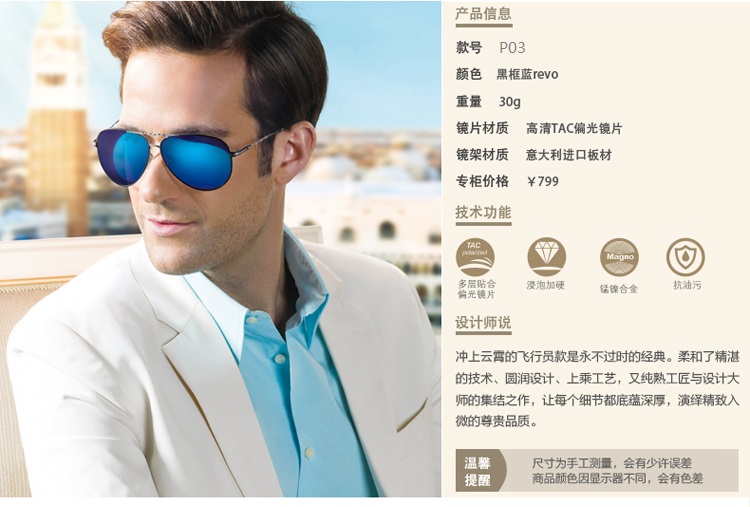 产品信息
款号 P03
颜色 黑框蓝revo
重量 30g
镜片材质 高清TAC偏光镜片
镜架材质 意大利进口板材
专柜价格 ￥799
技术功能
TAC
polarized
多层贴合
偏光镜片
浸泡加硬
Magno
锰镍合金
抗油污
设计师说
冲上云霄的飞行员款是永不过时的经典。柔和了精湛
的技术、圆润设计、上乘工艺，又纯熟工匠与设计大
师的集结之作，让每个细节都底蕴深厚，演绎精致入
微的尊贵品质。
温馨
提醒
尺寸为手工测量，会有少许误差
商品颜色因显示器不同，会有色差